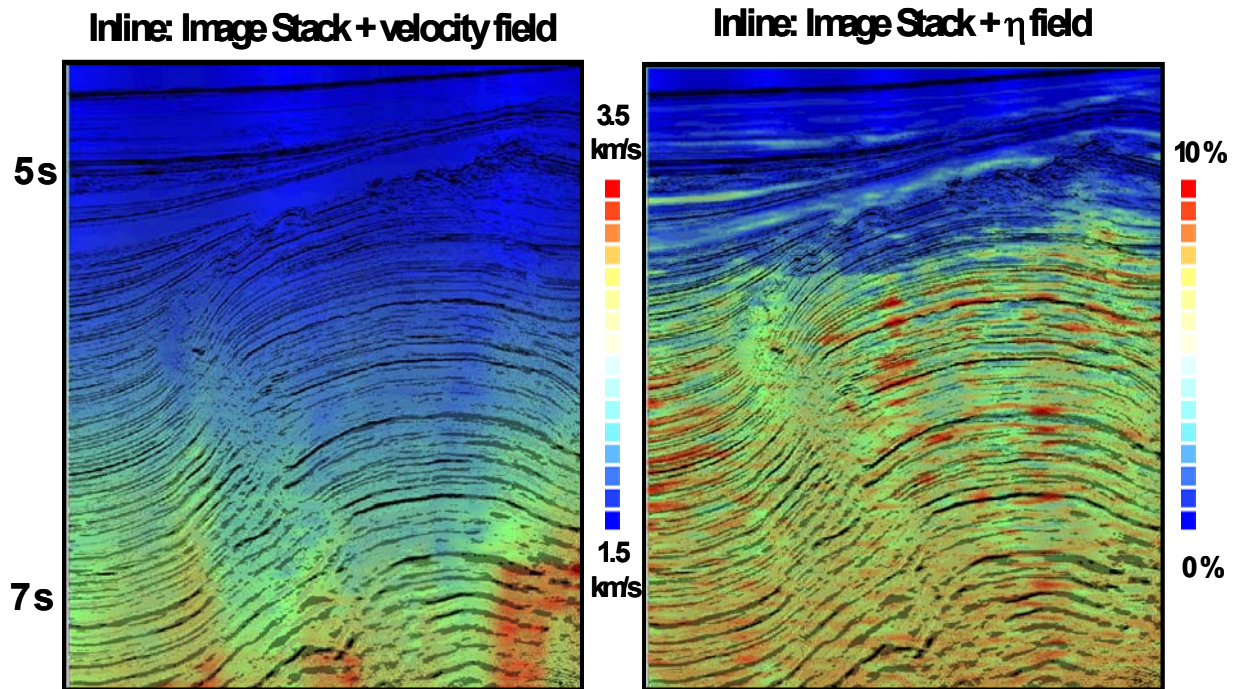 Inline: Image Stack + velocity field
Inline: Image Stack + η field
5s
7s
3.5
km/s
1.5
km/s
10%
0%